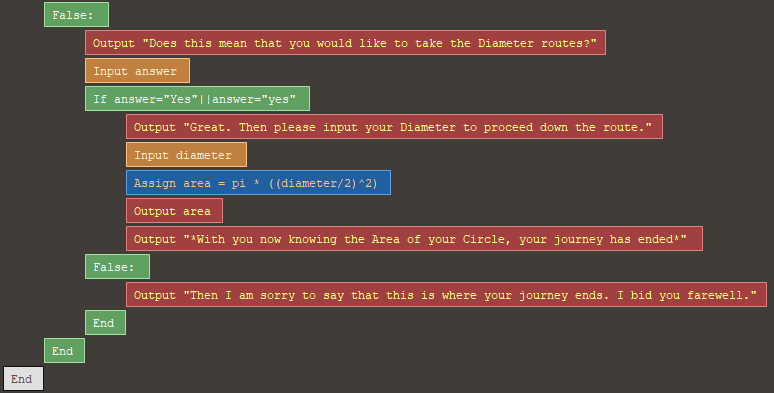 False:
Output "Does this mean that you would like to take the Diameter routes?"
Input answer
If answer="Yes"||answer="yes"
Output "Great. Then please input your Diameter to proceed down the route."
Input diameter
Assign area = pi * ((diameter/2)^2)
Output area
Output "*With you now knowing the Area of your Circle, your journey has ended*"
False:
Output "Then I am sorry to say that this is where your journey ends. I bid you farewell."
End
End
End